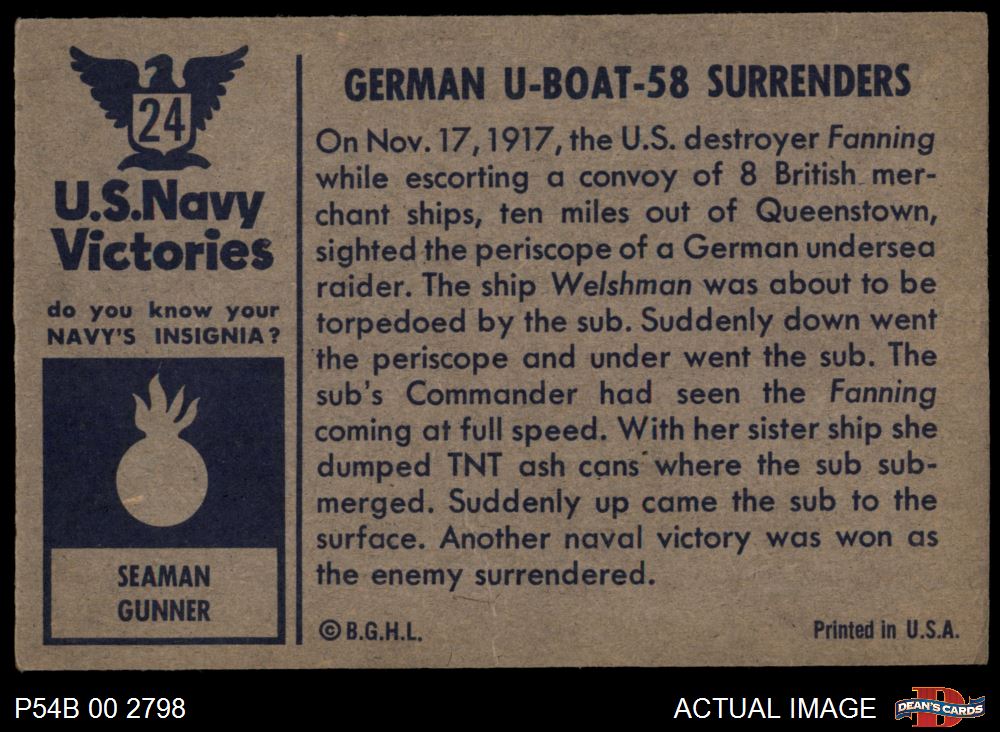 24
U.S.Navy
Victories
do you know your
NAVY'S INSIGNIA?
SEAMAN
GUNNER
GERMAN U-BOAT-58 SURRENDERS
On Nov. 17, 1917, the U.S. destroyer Fanning
while escorting a convoy of 8 British mer-
chant ships, ten miles out of Queenstown,
sighted the periscope of a German undersea
raider. The ship Welshman was about to be
torpedoed by the sub. Suddenly down went
the periscope and under went the sub. The
sub's Commander had seen the Fanning
coming at full speed. With her sister ship she
dumped TNT ash cans where the sub sub-
merged. Suddenly up came the sub to the
surface. Another naval victory was won as
the enemy surrendered.
© B.G.H.L.
Printed in U.S.A.
P54B 00 2798
ACTUAL IMAGE
D
DEAN'S CARDS